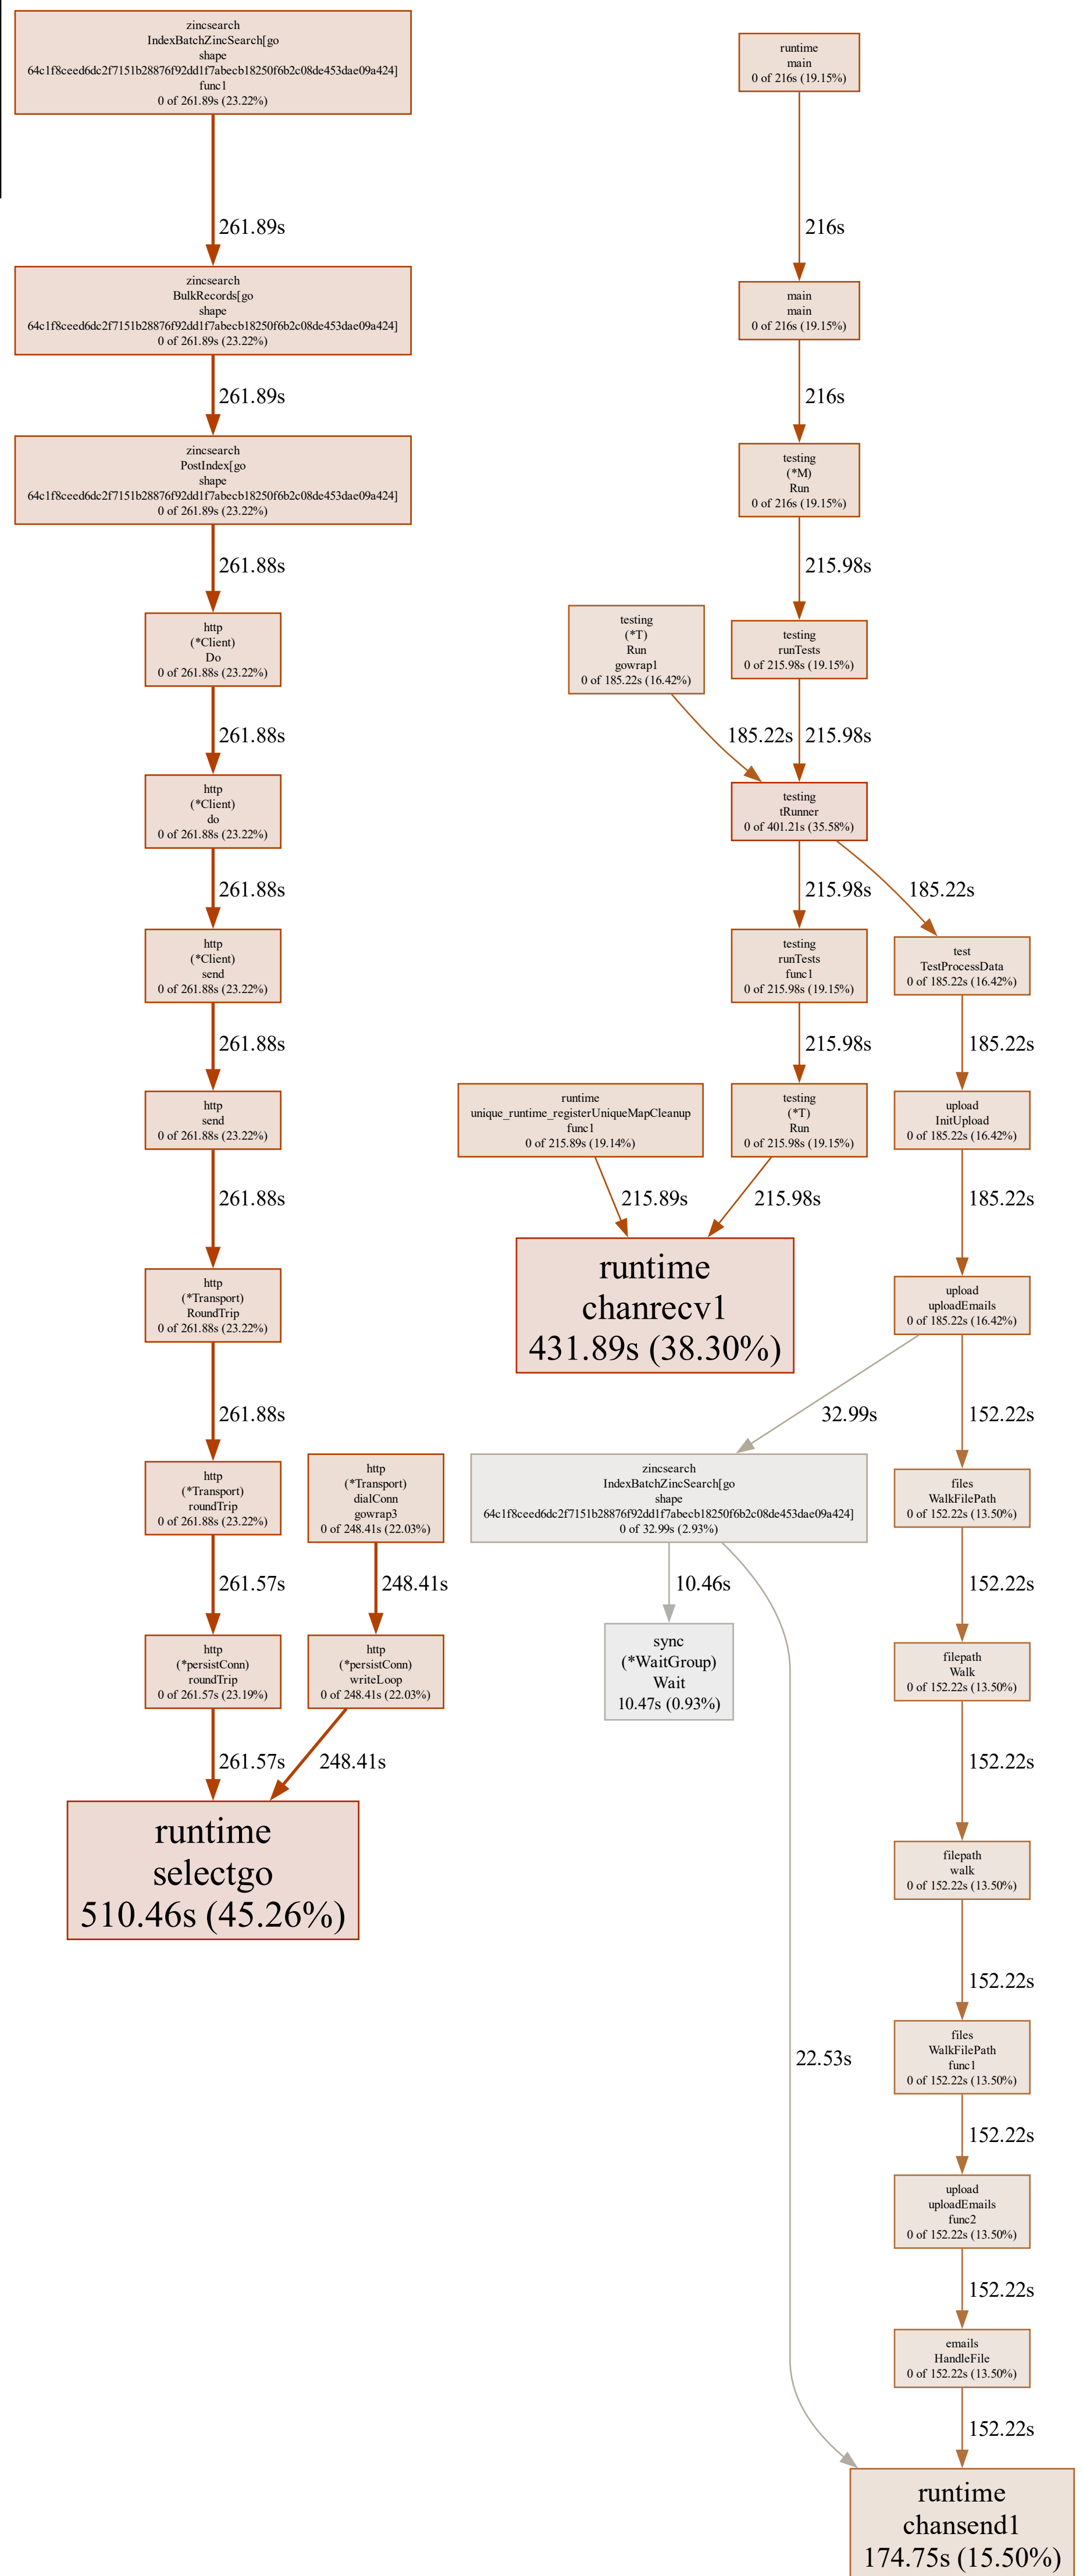 zincsearch
IndexBatchZincSearch[go
shape
64c1f8ceed6dc2f7151b28876f92dd1f7abecb18250f6b2c08de453dae09a424]
func1
0 of 261.89s (23.22%)
261.89s
zincsearch
BulkRecords[go
shape
64c1f8ceed6dc2f7151b28876f92dd1f7abecb18250f6b2c08de453dae09a424]
0 of 261.89s (23.22%)
261.89s
zincsearch
PostIndex[go
shape
64c1f8ceed6dc2f7151b28876f92dd1f7abecb18250f6b2c08de453dae09a424]
0 of 261.89s (23.22%)
261.88s
http
(*Client)
Do
0 of 261.88s (23.22%)
261.88s
http
(*Client)
do
0 of 261.88s (23.22%)
261.88s
http
(*Client)
send
0 of 261.88s (23.22%)
261.88s
http
send
0 of 261.88s (23.22%)
261.88s
http
(*Transport)
RoundTrip
0 of 261.88s (23.22%)
261.88s
http
(*Transport)
roundTrip
0 of 261.88s (23.22%)
261.57s
http
(*persistConn)
roundTrip
0 of 261.57s (23.19%)
261.57s
http
(*Transport)
dialConn
gowrap3
0 of 248.41s (22.03%)
248.41s
http
(*persistConn)
writeLoop
0 of 248.41s (22.03%)
248.41s
runtime
selectgo
510.46s (45.26%)
runtime
main
0 of 216s (19.15%)
216s
main
main
0 of 216s (19.15%)
216s
testing
(*M)
Run
0 of 216s (19.15%)
215.98s
testing
(*T)
Run
gowrap1
0 of 185.22s (16.42%)
185.22s
testing
runTests
0 of 215.98s (19.15%)
215.98s
testing
tRunner
0 of 401.21s (35.58%)
215.98s
185.22s
testing
runTests
func1
0 of 215.98s (19.15%)
215.98s
testing
(*T)
Run
0 of 215.98s (19.15%)
215.98s
runtime
unique_runtime_registerUniqueMapCleanup
func1
0 of 215.89s (19.14%)
215.89s
runtime
chanrecv1
431.89s (38.30%)
test
TestProcessData
0 of 185.22s (16.42%)
185.22s
upload
InitUpload
0 of 185.22s (16.42%)
185.22s
upload
uploadEmails
0 of 185.22s (16.42%)
32.99s
152.22s
zincsearch
IndexBatchZincSearch[go
shape
64c1f8ceed6dc2f7151b28876f92dd1f7abecb18250f6b2c08de453dae09a424]
0 of 32.99s (2.93%)
10.46s
sync
(*WaitGroup)
Wait
10.47s (0.93%)
22.53s
files
WalkFilePath
0 of 152.22s (13.50%)
152.22s
filepath
Walk
0 of 152.22s (13.50%)
152.22s
filepath
walk
0 of 152.22s (13.50%)
152.22s
files
WalkFilePath
func1
0 of 152.22s (13.50%)
152.22s
upload
uploadEmails
func2
0 of 152.22s (13.50%)
152.22s
emails
HandleFile
0 of 152.22s (13.50%)
152.22s
runtime
chansend1
174.75s (15.50%)